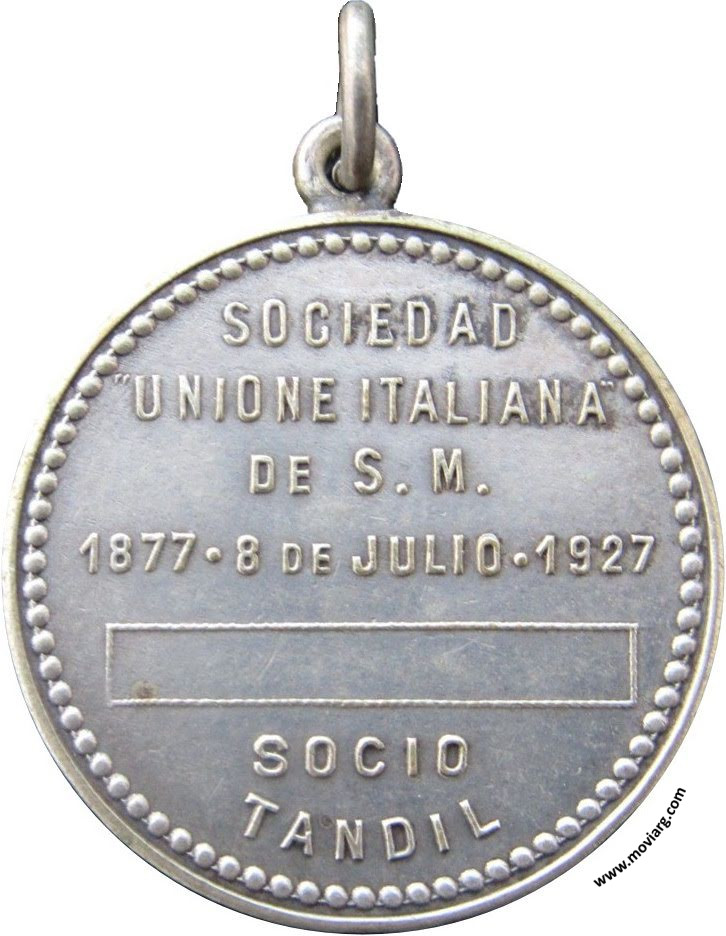 SOCIEDAD
"UNIONE ITALIANA"
DE S. M.
1877·8 DE JULIO·1927
SOCIO
TANDIL
www.moviarg.com